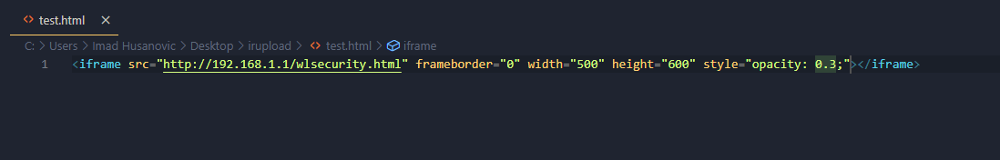 test.html
C: > Users > Imad Husanovic > Desktop > irupload > test.html > iframe
1 <iframe src="http://192.168.1.1/wlsecurity.html" frameborder="0" width="500" height="600" style="opacity: 0.3;"></iframe>